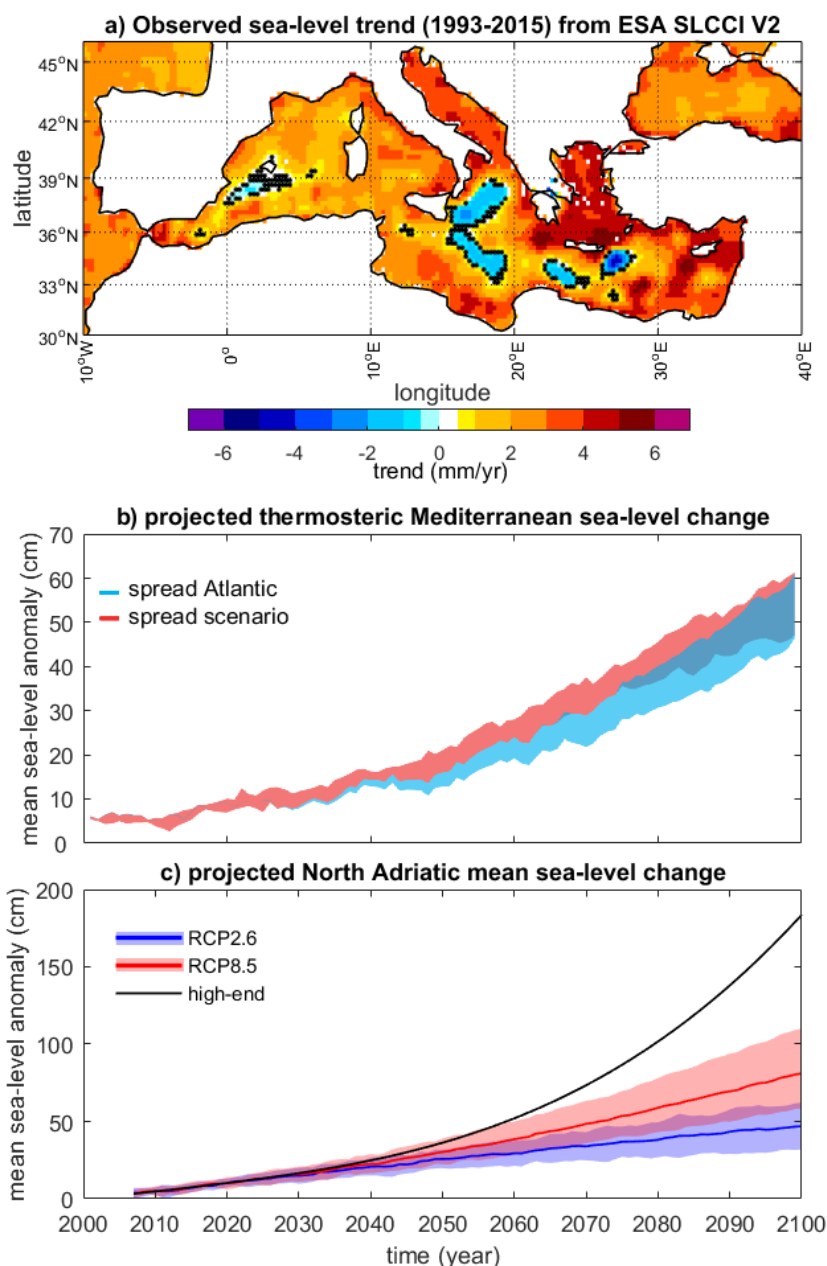 a) Observed sea-level trend (1993-2015) from ESA SLCCI V2
45°N
42°N
39°N
36°N
33°N
30°N
latitude
10°W
0°
10°E
20°E
30°E
40°E
longitude
-6
-4
-2
0
2
4
6
trend (mm/yr)
b) projected thermosteric Mediterranean sea-level change
70
60
50
40
30
20
10
0
mean sea-level anomaly (cm)
spread Atlantic
spread scenario
c) projected North Adriatic mean sea-level change
200
150
100
50
0
mean sea-level anomaly (cm)
RCP2.6
RCP8.5
high-end
2000
2010
2020
2030
2040
2050
2060
2070
2080
2090
2100
time (year)